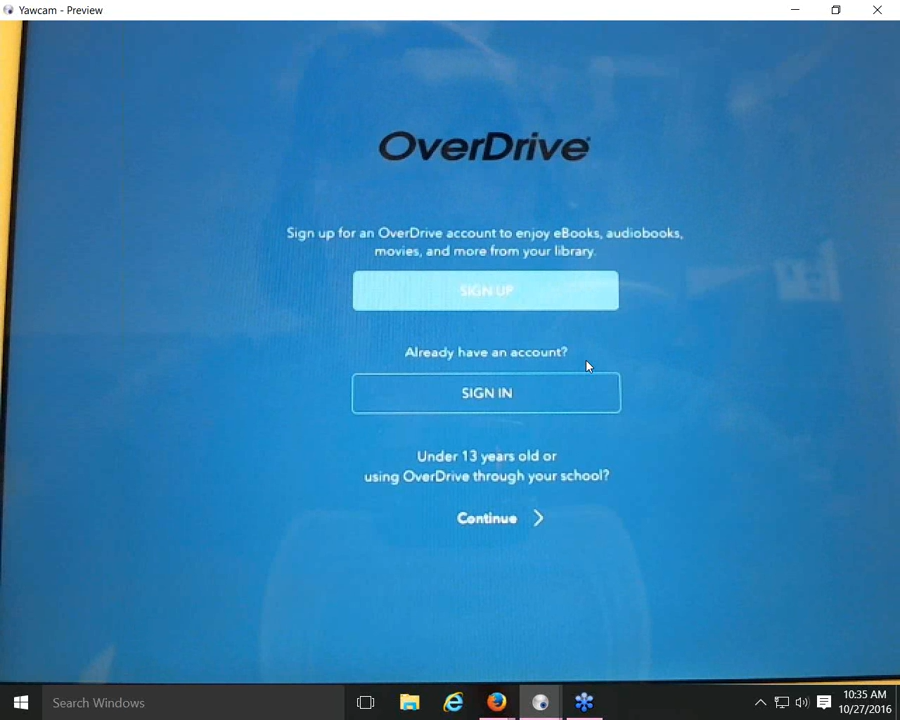 Yawcam - Preview
OverDrive
Sign up for an OverDrive account to enjoy eBooks, audiobooks,
movies, and more from your library.
SIGN UP
Already have an account?
SIGN IN
Under 13 years old or
using OverDrive through your school?
Continue
Search Windows
10:35 AM
10/27/2016